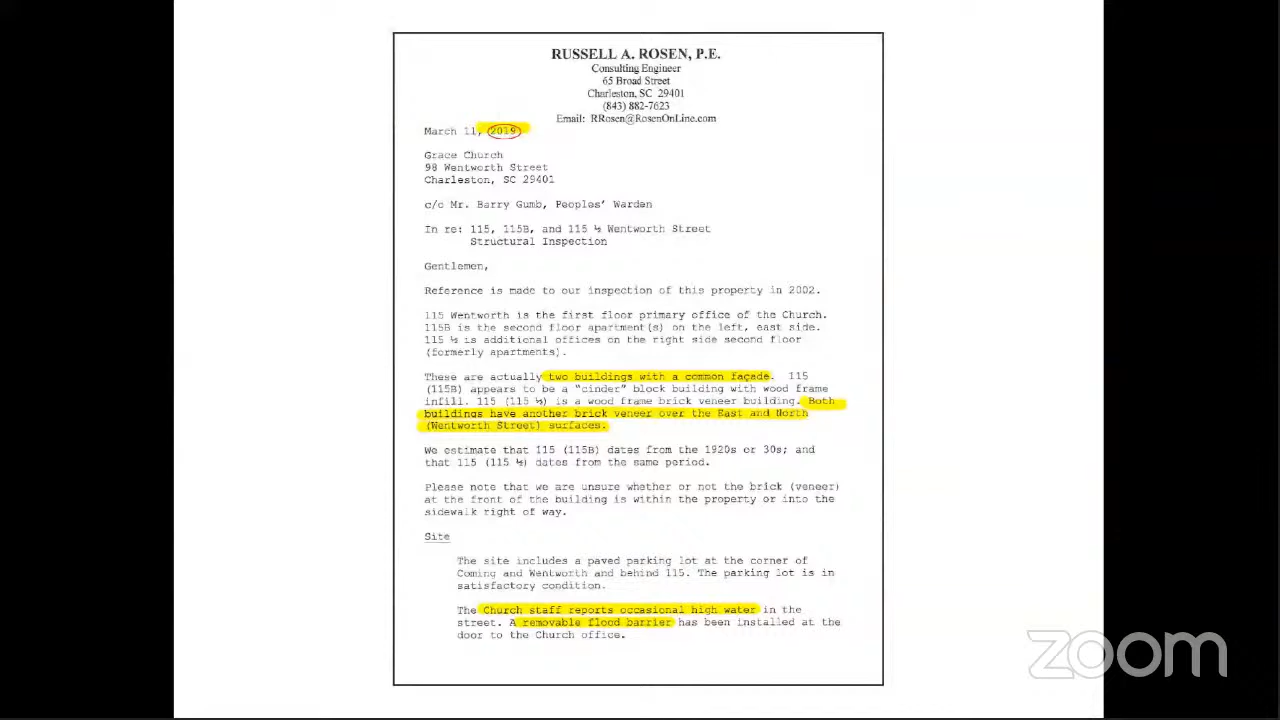 RUSSELL A. ROSEN, P.E.
Consulting Engineer
65 Broad Street
Charleston, SC 29401
(843) 882-7623
Email: RRosen@RosenOnLine.com
March 11, 2019
Grace Church
98 Wentworth Street
Charleston, SC 29401
c/o Mr. Barry Gumb, Peoples' Warden
In re: 115, 115B, and 115 ½ Wentworth Street
Structural Inspection
Gentlemen,
Reference is made to our inspection of this property in 2002.
115 Wentworth is the first floor primary office of the Church.
115B is the second floor apartment(s) on the left, east side.
115 ½ is additional offices on the right side second floor
(formerly apartments).
These are actually two buildings with a common façade. 115
(115B) appears to be a "cinder" block building with wood frame
infill. 115 (115 ½) is a wood frame brick veneer building. Both
buildings have another brick veneer over the East and North
(Wentworth Street) surfaces.
We estimate that 115 (115B) dates from the 1920s or 30s; and
that 115 (115 ½) dates from the same period.
Please note that we are unsure whether or not the brick (veneer)
at the front of the building is within the property or into the
sidewalk right of way.
Site
The site includes a paved parking lot at the corner of
Coming and Wentworth and behind 115. The parking lot is in
satisfactory condition.
The Church staff reports occasional high water in the
street. A removable flood barrier has been installed at the
door to the Church office.
zoom